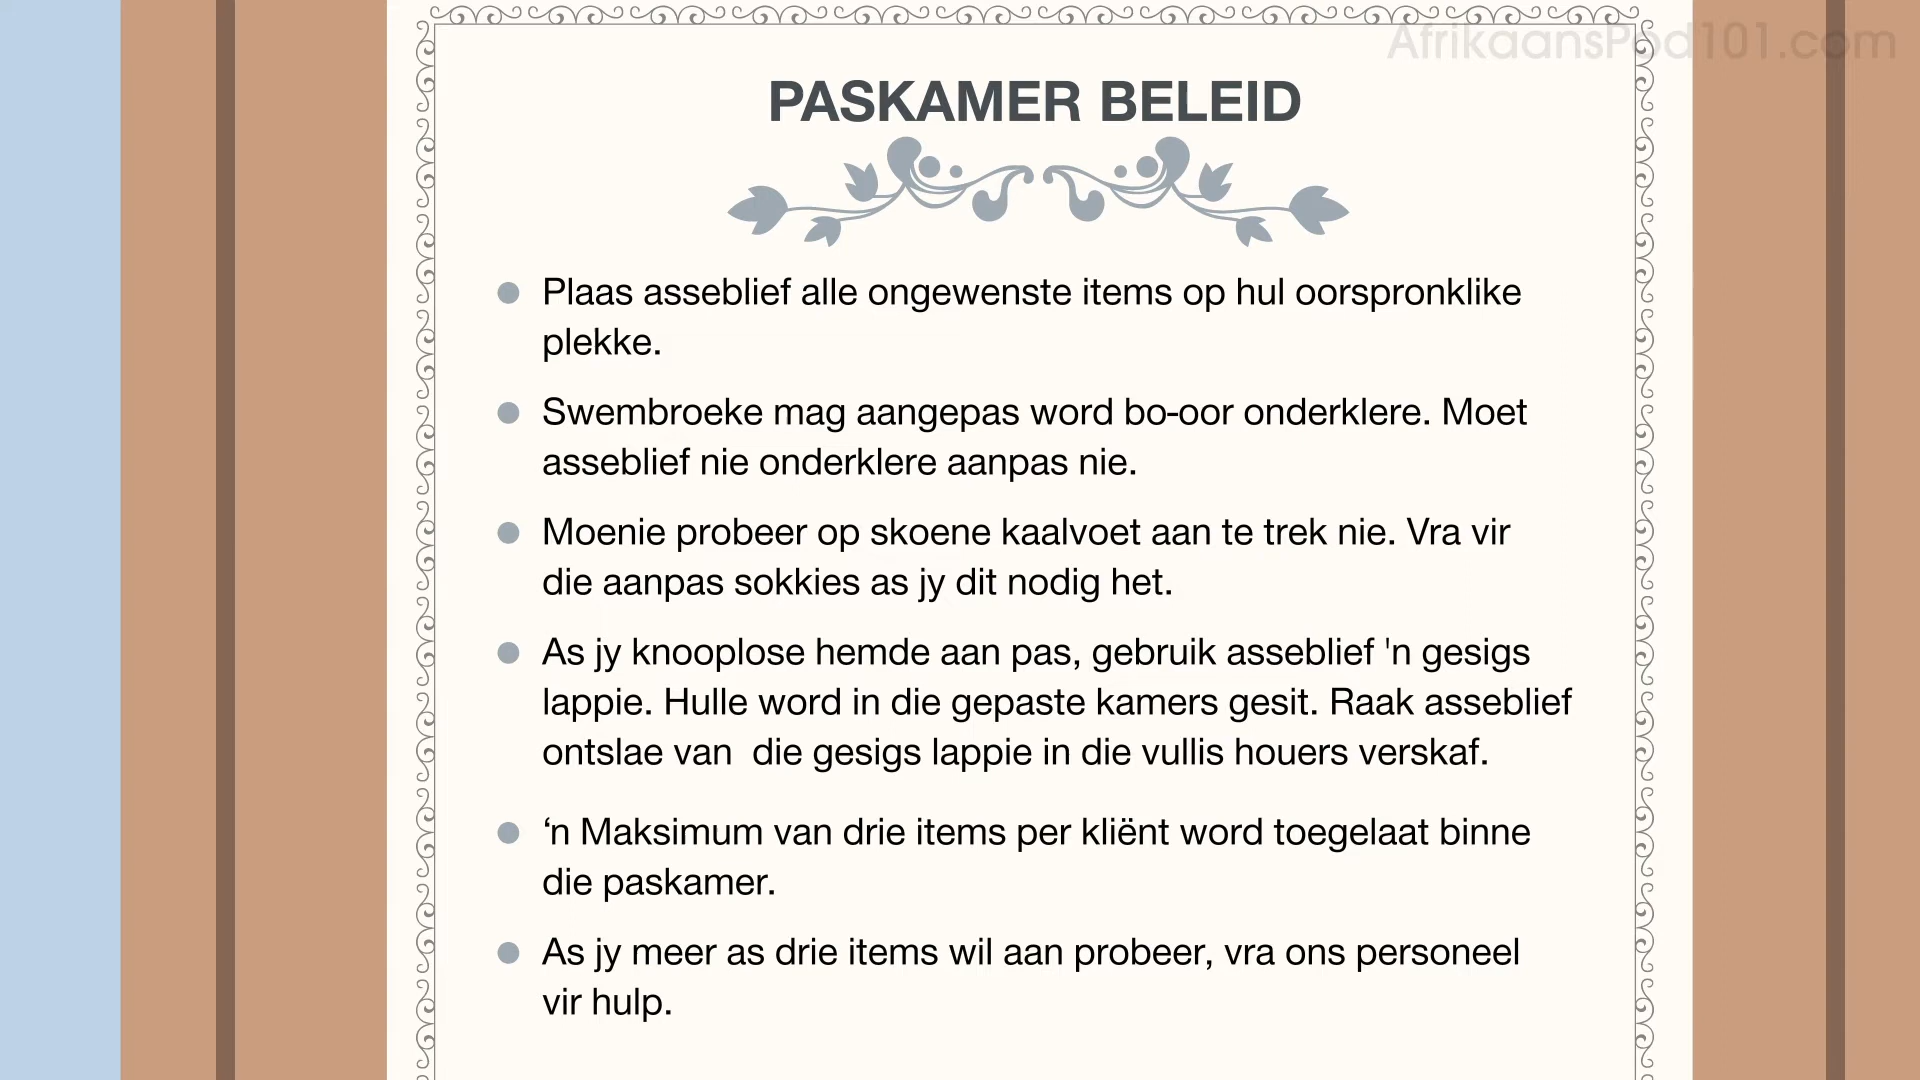 AfrikaansPod101.com
PASKAMER BELEID
Plaas asseblief alle ongewenste items op hul oorspronklike
plekke.
Swembroeke mag aangepas word bo-oor onderklere. Moet
asseblief nie onderklere aanpas nie.
Moenie probeer op skoene kaalvoet aan te trek nie. Vra vir
die aanpas sokkies as jy dit nodig het.
As jy knooplose hemde aan pas, gebruik asseblief 'n gesigs
lappie. Hulle word in die gepaste kamers gesit. Raak asseblief
ontslae van  die gesigs lappie in die vullis houers verskaf.
‘n Maksimum van drie items per kliënt word toegelaat binne
die paskamer.
As jy meer as drie items wil aan probeer, vra ons personeel
vir hulp.